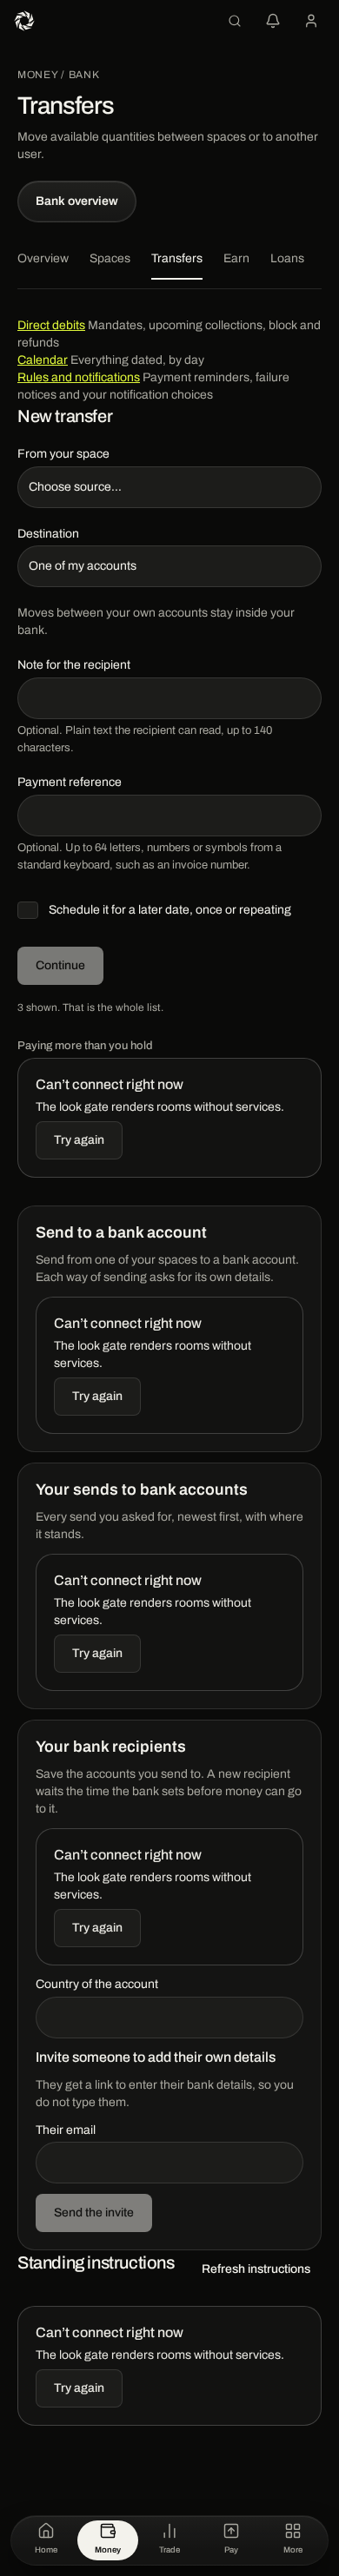 MONEY / BANK
Transfers
Move available quantities between spaces or to another
user.
Bank overview
Overview Spaces Transfers Earn Loans
Direct debits Mandates, upcoming collections, block and
refunds
Calendar Everything dated, by day
Rules and notifications Payment reminders, failure
notices and your notification choices
New transfer
From your space
Choose source...
Destination
One of my accounts
Moves between your own accounts stay inside your
bank.
Note for the recipient
Optional. Plain text the recipient can read, up to 140
characters.
Payment reference
Optional. Up to 64 letters, numbers or symbols from a
standard keyboard, such as an invoice number.
Schedule it for a later date, once or repeating
Continue
3 shown. That is the whole list.
Paying more than you hold
Can't connect right now
The look gate renders rooms without services.
Try again
Send to a bank account
Send from one of your spaces to a bank account.
Each way of sending asks for its own details.
Can't connect right now
The look gate renders rooms without
services.
Try again
Your sends to bank accounts
Every send you asked for, newest first, with where
it stands.
Can't connect right now
The look gate renders rooms without
services.
Try again
Your bank recipients
Save the accounts you send to. A new recipient
waits the time the bank sets before money can go
to it.
Can't connect right now
The look gate renders rooms without
services.
Try again
Country of the account
Invite someone to add their own details
They get a link to enter their bank details, so you
do not type them.
Their email
Send the invite
Standing instructions Refresh instructions
Can't connect right now
The look gate renders rooms without services.
Try again
Home Money Trade Pay More